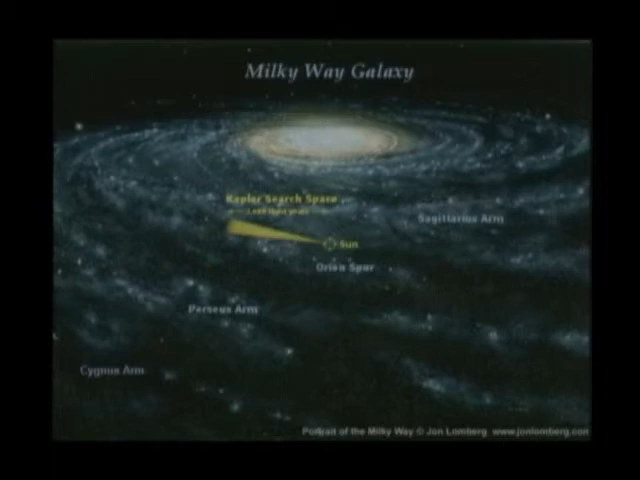 Milky Way Galaxy
Kepler Search Space
Sagittarius Arm
Sun
Orion Spur
Perseus Arm
Cygnus Arm
Portrait of the Milky Way © Jon Lomberg www.jonlomberg.com